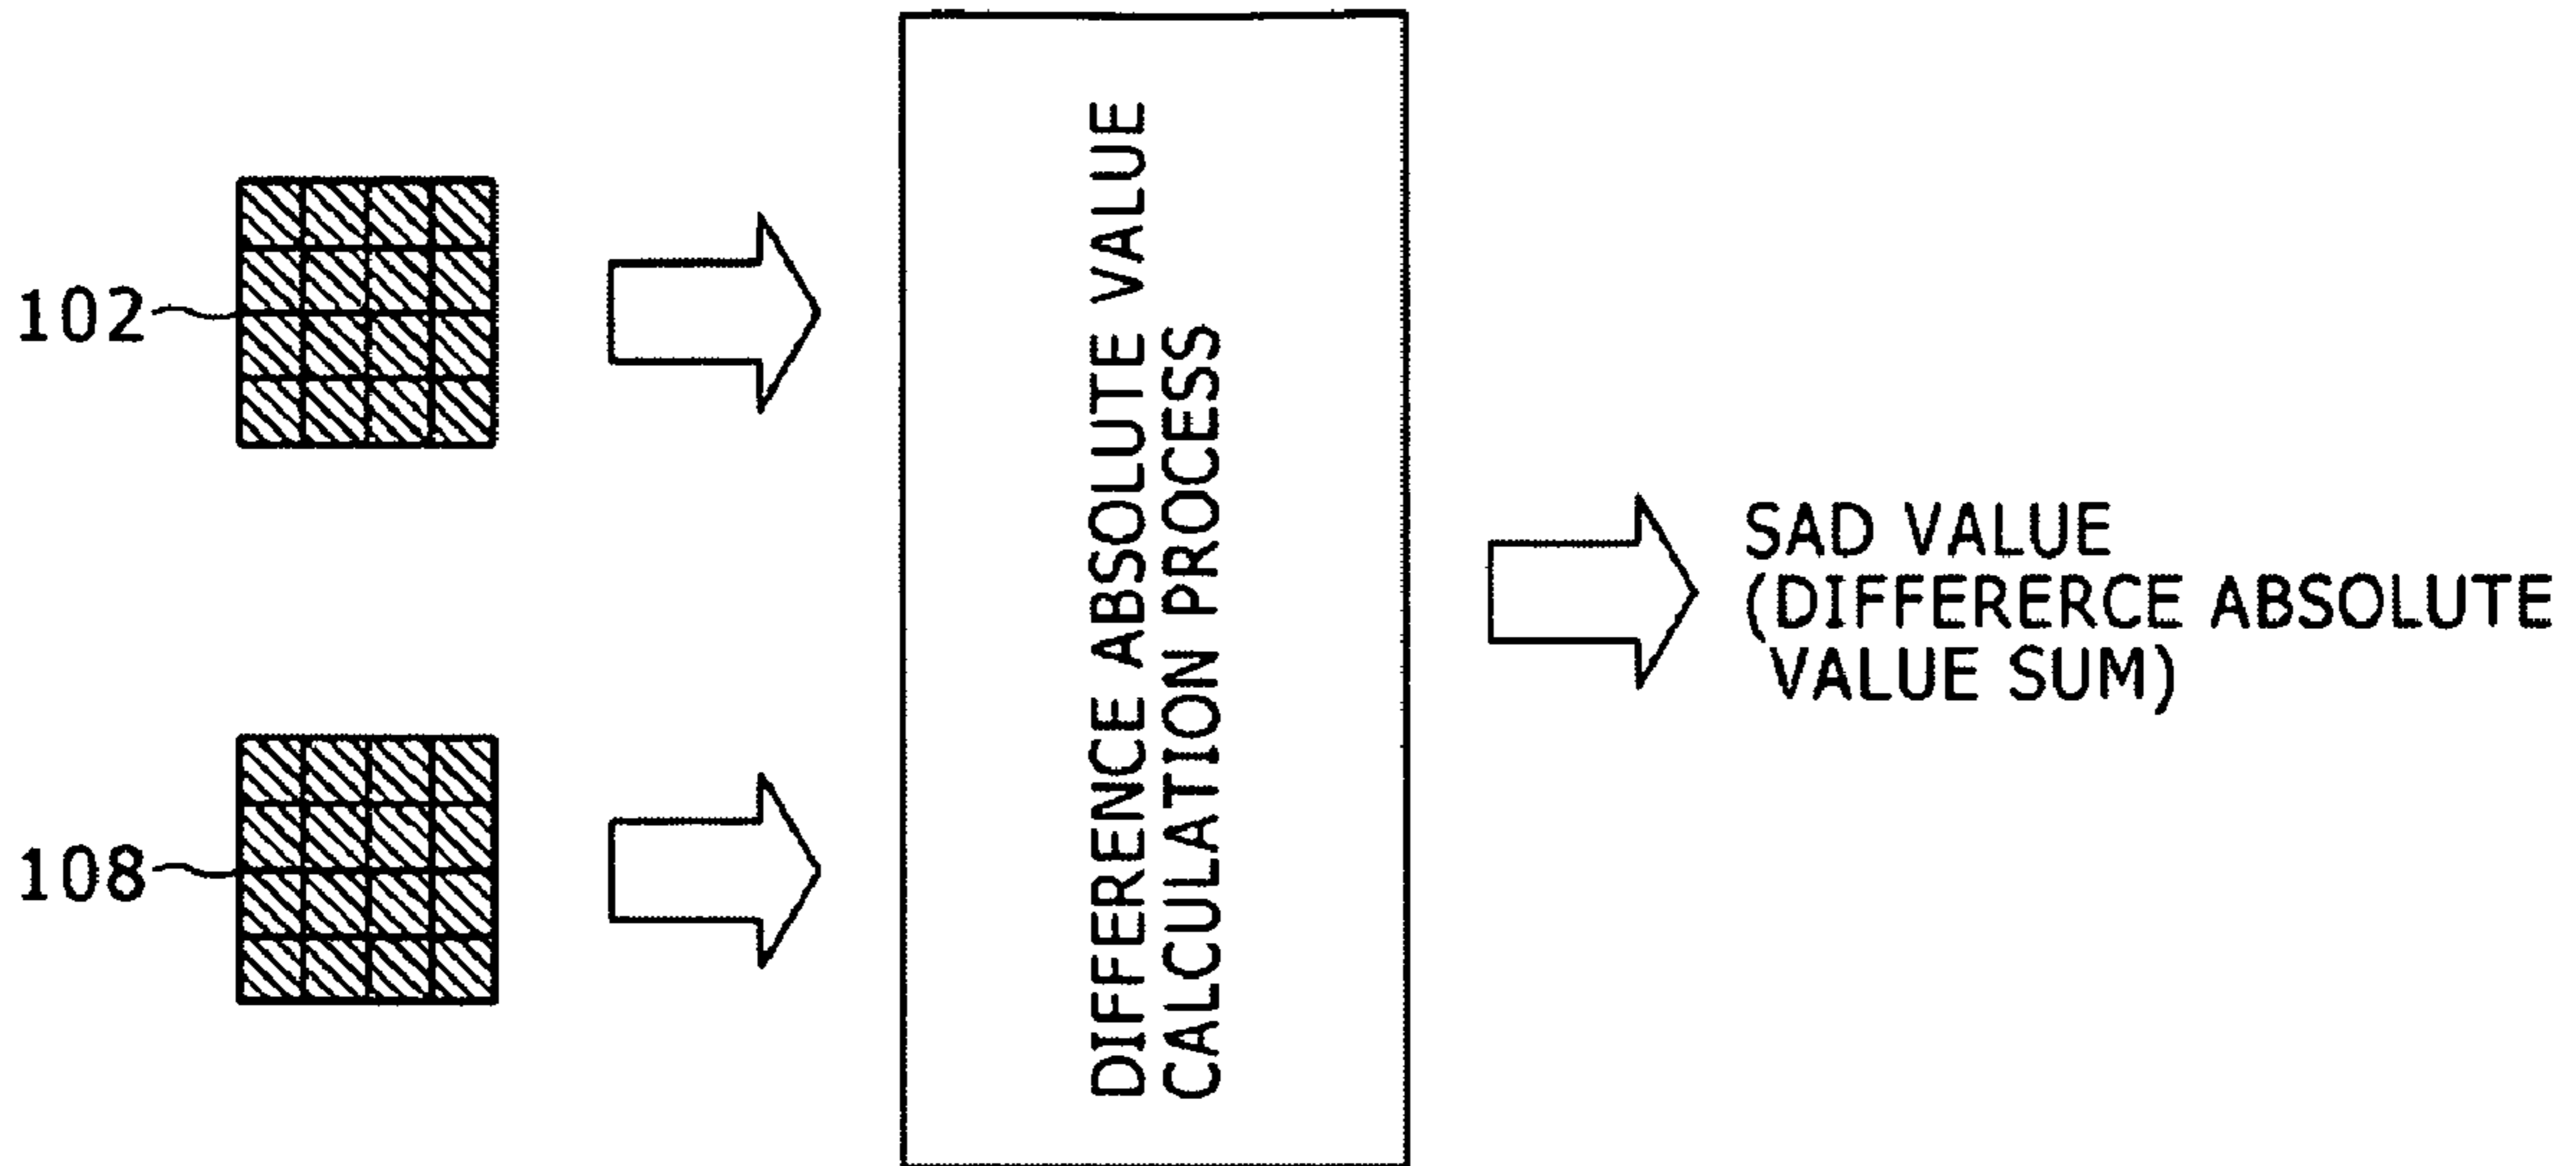 102
108
DIFFERENCE ABSOLUTE VALUE
CALCULATION PROCESS
SAD VALUE
(DIFFERERCE ABSOLUTE
VALUE SUM)